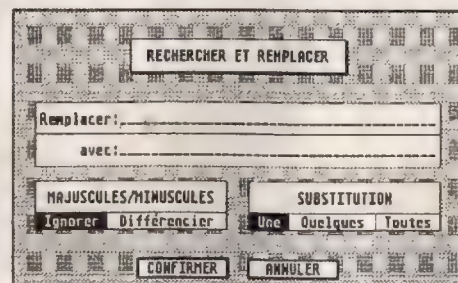 RECHERCHER ET REMPLACER
Remplacer:
avec:
MAJUSCULES/MINUSCULES
Ignorer Différencier
SUBSTITUTION
Une Quelques Toutes
CONFIRMER ANNULER